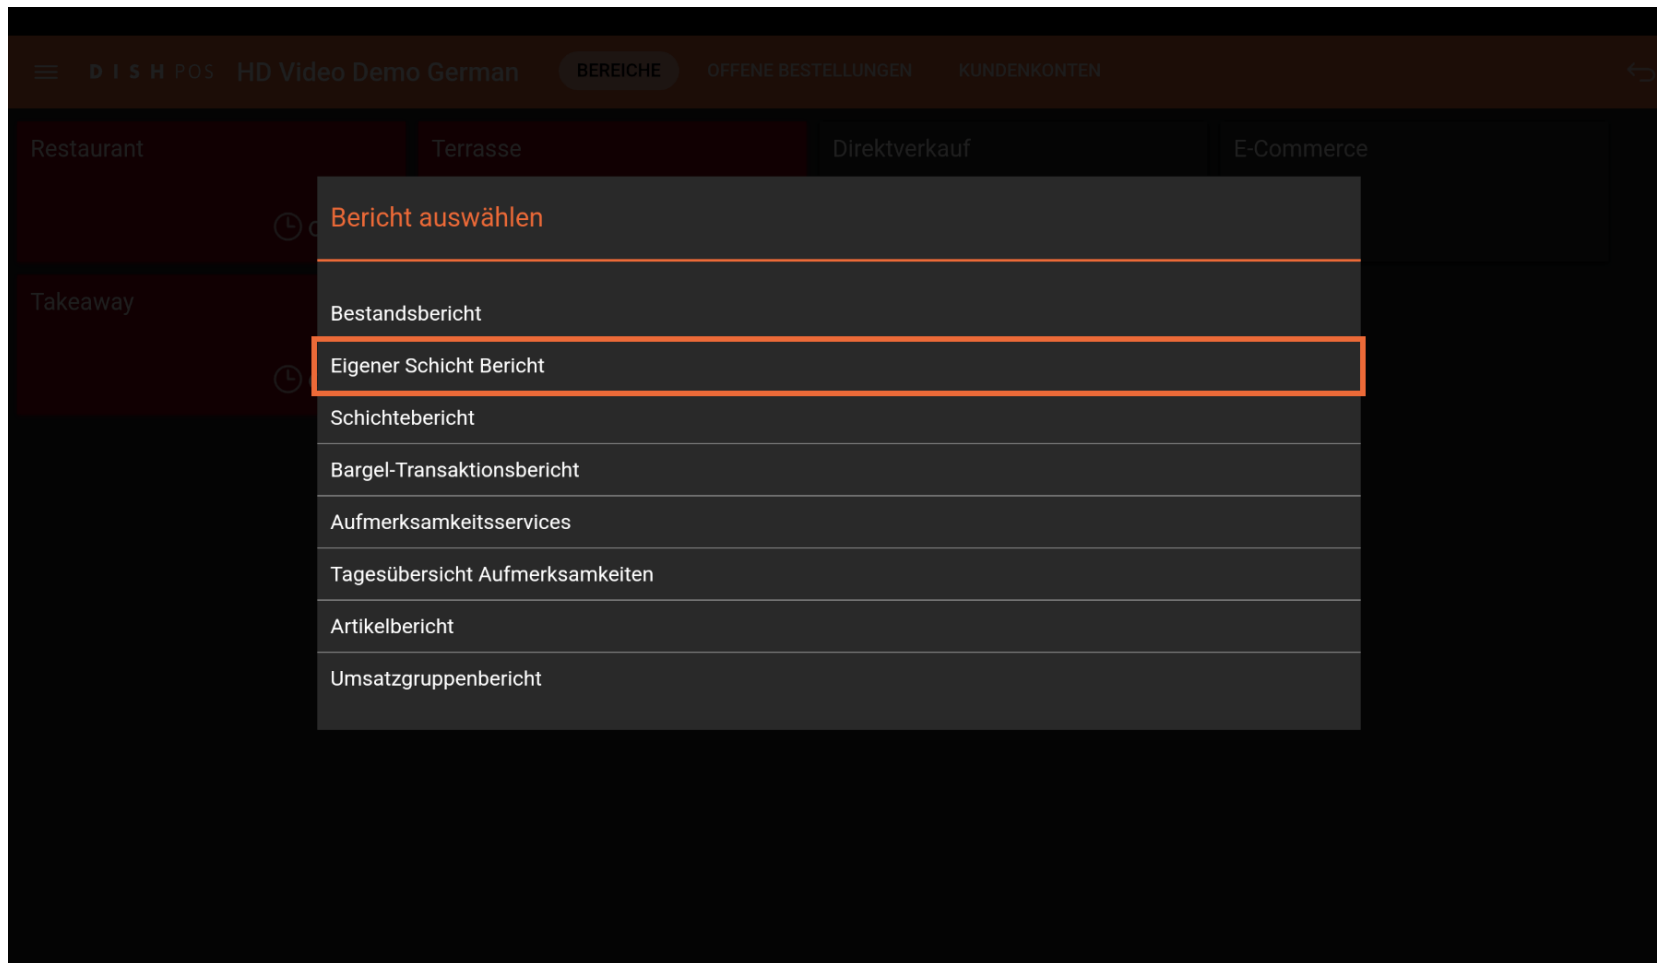 DISH POS HD Video Demo German BEREICHE OFFENE BESTELLUNGEN KUNDENKONTEN
Restaurant Terrasse Direktverkauf E-Commerce
Bericht auswählen
Takeaway
Bestandsbericht
Eigener Schicht Bericht
Schichtebericht
Bargel-Transaktionsbericht
Aufmerksamkeitsservices
Tagesübersicht Aufmerksamkeiten
Artikelbericht
Umsatzgruppenbericht